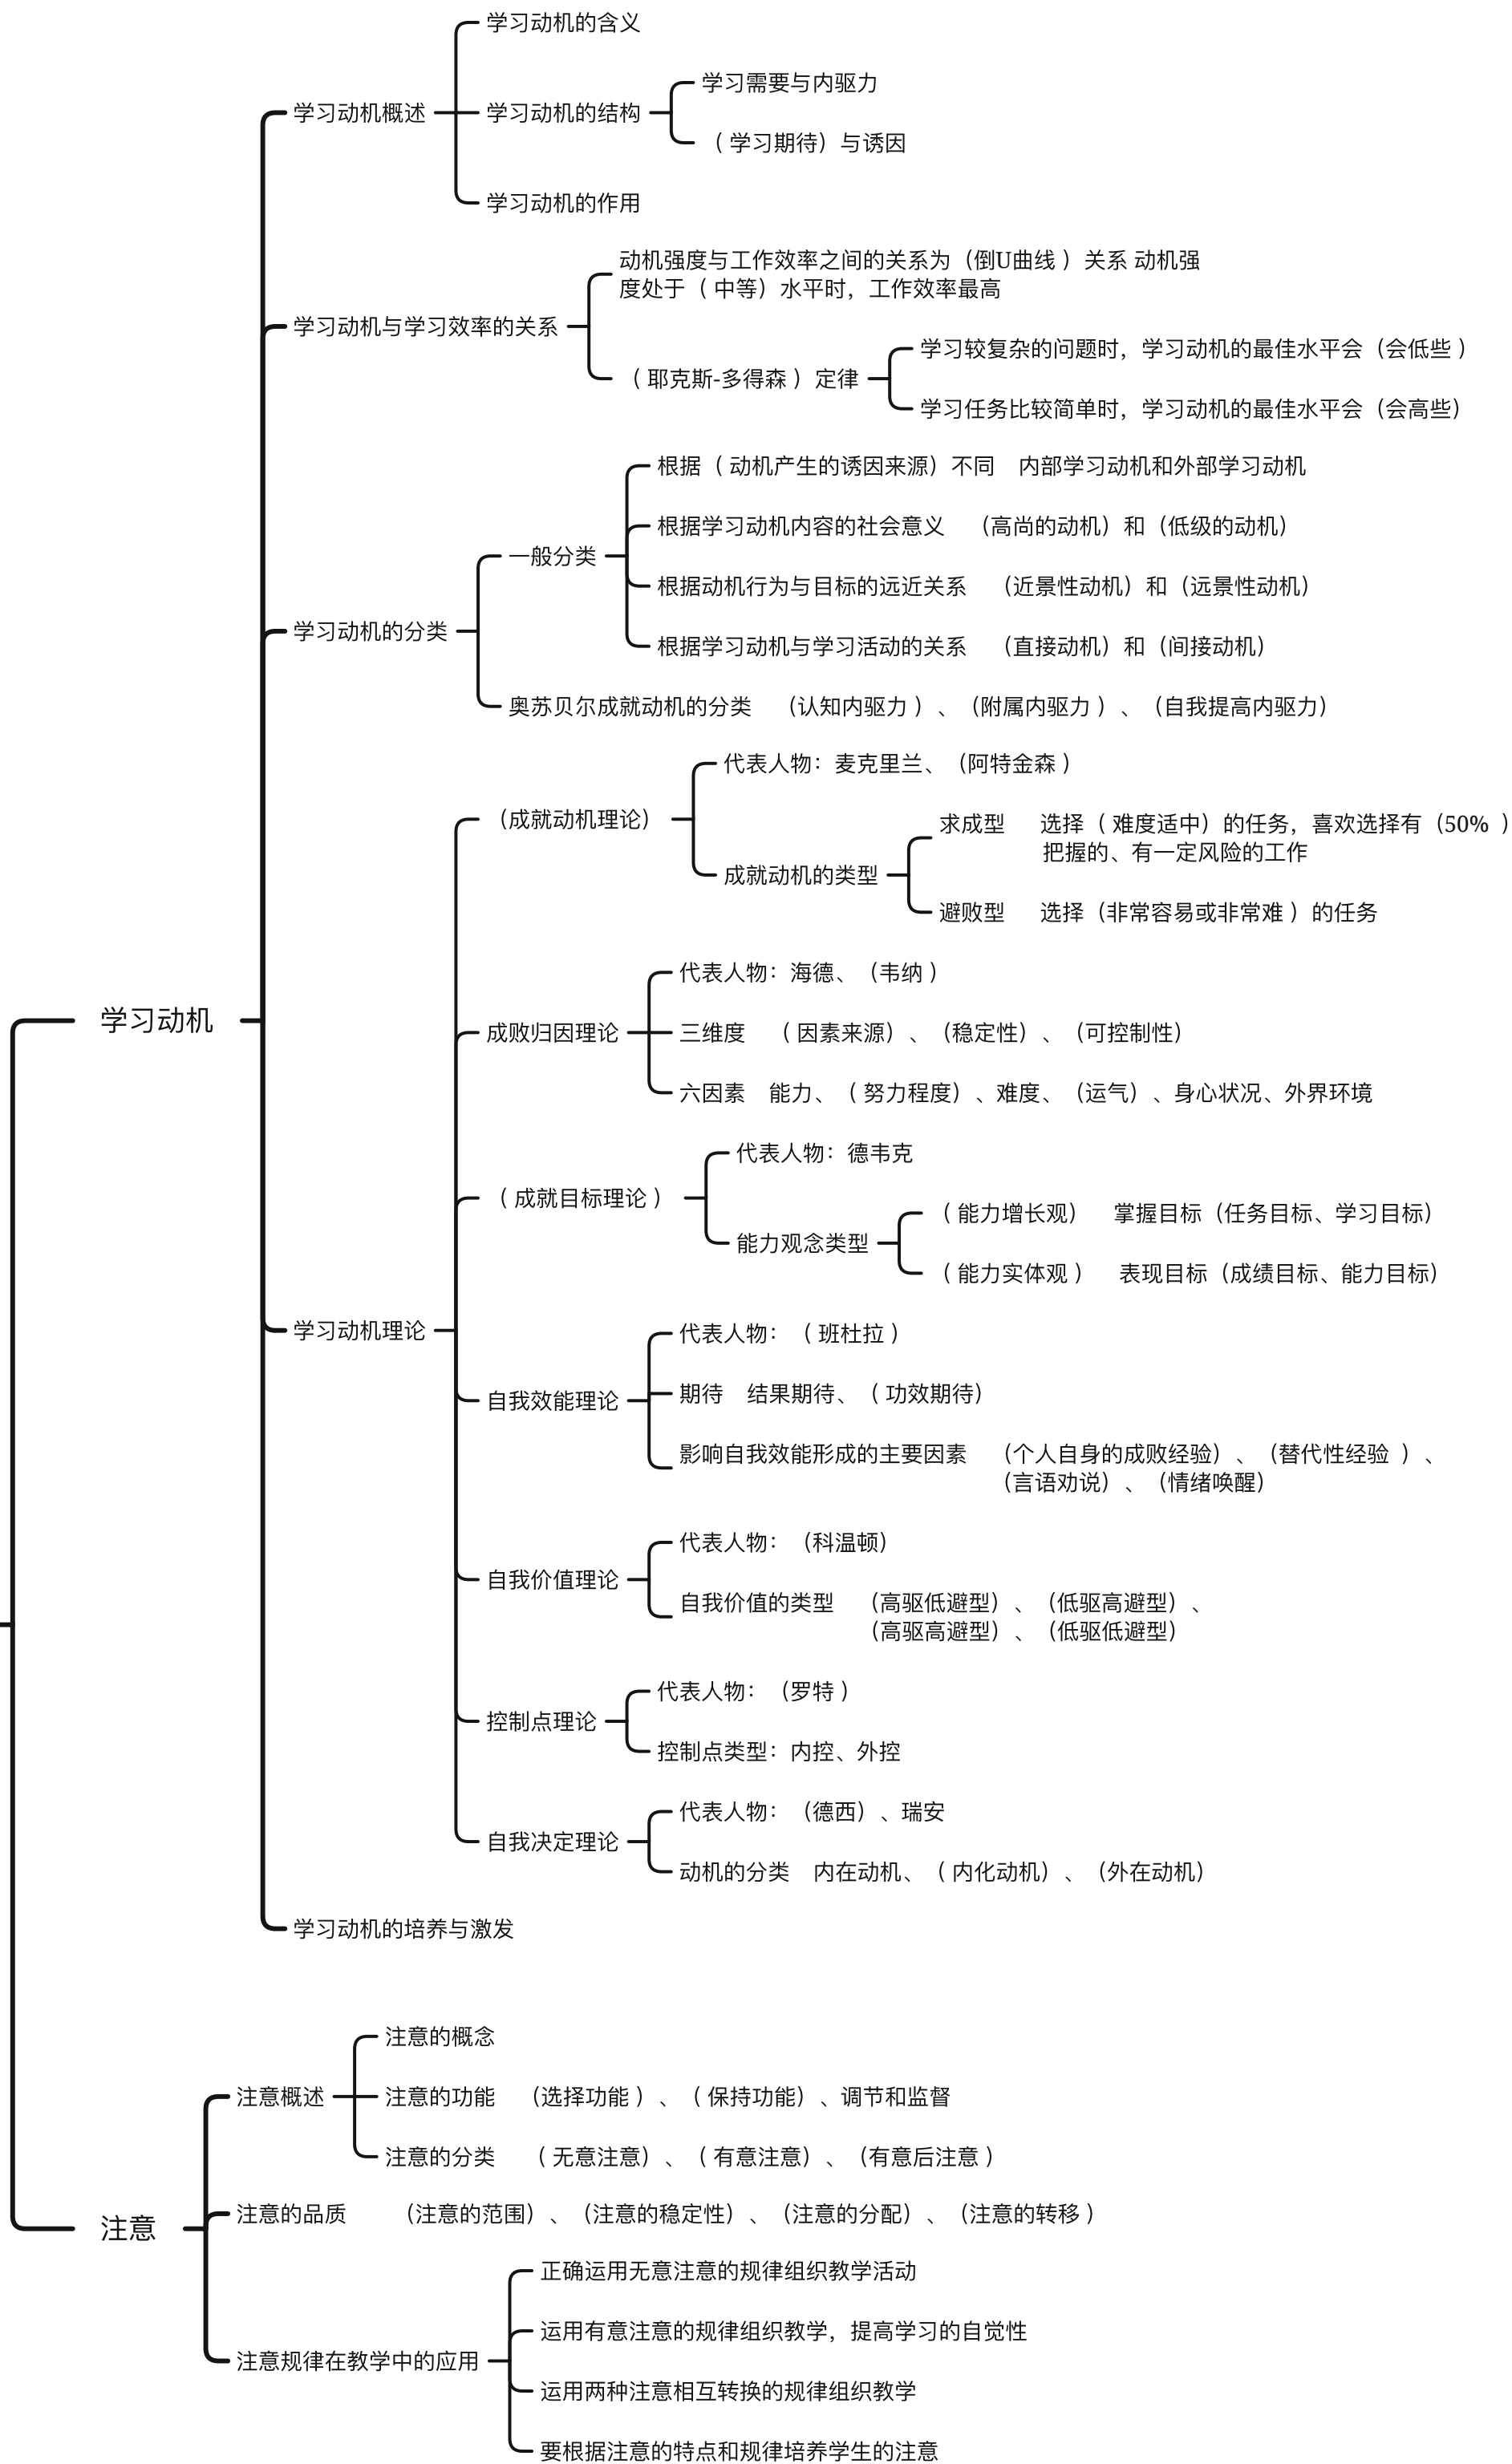 学习动机
学习动机概述
学习动机的含义
学习动机的结构
学习需要与内驱力
（ 学习期待）与诱因
学习动机的作用
学习动机与学习效率的关系
动机强度与工作效率之间的关系为（倒U曲线 ）关系 动机强
度处于（ 中等）水平时，工作效率最高
（ 耶克斯-多得森 ）定律
学习较复杂的问题时，学习动机的最佳水平会（会低些 ）
学习任务比较简单时，学习动机的最佳水平会（会高些）
学习动机的分类
一般分类
根据（ 动机产生的诱因来源）不同 内部学习动机和外部学习动机
根据学习动机内容的社会意义 （高尚的动机）和（低级的动机）
根据动机行为与目标的远近关系 （近景性动机）和（远景性动机）
根据学习动机与学习活动的关系 （直接动机）和（间接动机）
奥苏贝尔成就动机的分类 （认知内驱力 ）、（附属内驱力 ）、（自我提高内驱力）
学习动机理论
（成就动机理论）
代表人物：麦克里兰、（阿特金森 ）
成就动机的类型
求成型 选择（ 难度适中）的任务，喜欢选择有（50% ）
把握的、有一定风险的工作
避败型 选择（非常容易或非常难 ）的任务
成败归因理论
代表人物：海德、（韦纳 ）
三维度 （ 因素来源）、（稳定性）、（可控制性）
六因素 能力、（ 努力程度）、难度、（运气）、身心状况、外界环境
（ 成就目标理论 ）
代表人物：德韦克
能力观念类型
（ 能力增长观） 掌握目标（任务目标、学习目标）
（ 能力实体观 ） 表现目标（成绩目标、能力目标）
自我效能理论
代表人物：（ 班杜拉 ）
期待 结果期待、（ 功效期待）
影响自我效能形成的主要因素 （个人自身的成败经验）、（替代性经验 ）、
（言语劝说）、（情绪唤醒）
自我价值理论
代表人物：（科温顿）
自我价值的类型 （高驱低避型）、（低驱高避型）、
（高驱高避型）、（低驱低避型）
控制点理论
代表人物：（罗特 ）
控制点类型：内控、外控
自我决定理论
代表人物：（德西）、瑞安
动机的分类 内在动机、（ 内化动机）、（外在动机）
学习动机的培养与激发
注意
注意概述
注意的概念
注意的功能 （选择功能 ）、（ 保持功能）、调节和监督
注意的分类 （ 无意注意）、（ 有意注意）、（有意后注意 ）
注意的品质 （注意的范围）、（注意的稳定性）、（注意的分配）、（注意的转移 ）
注意规律在教学中的应用
正确运用无意注意的规律组织教学活动
运用有意注意的规律组织教学，提高学习的自觉性
运用两种注意相互转换的规律组织教学
要根据注意的特点和规律培养学生的注意